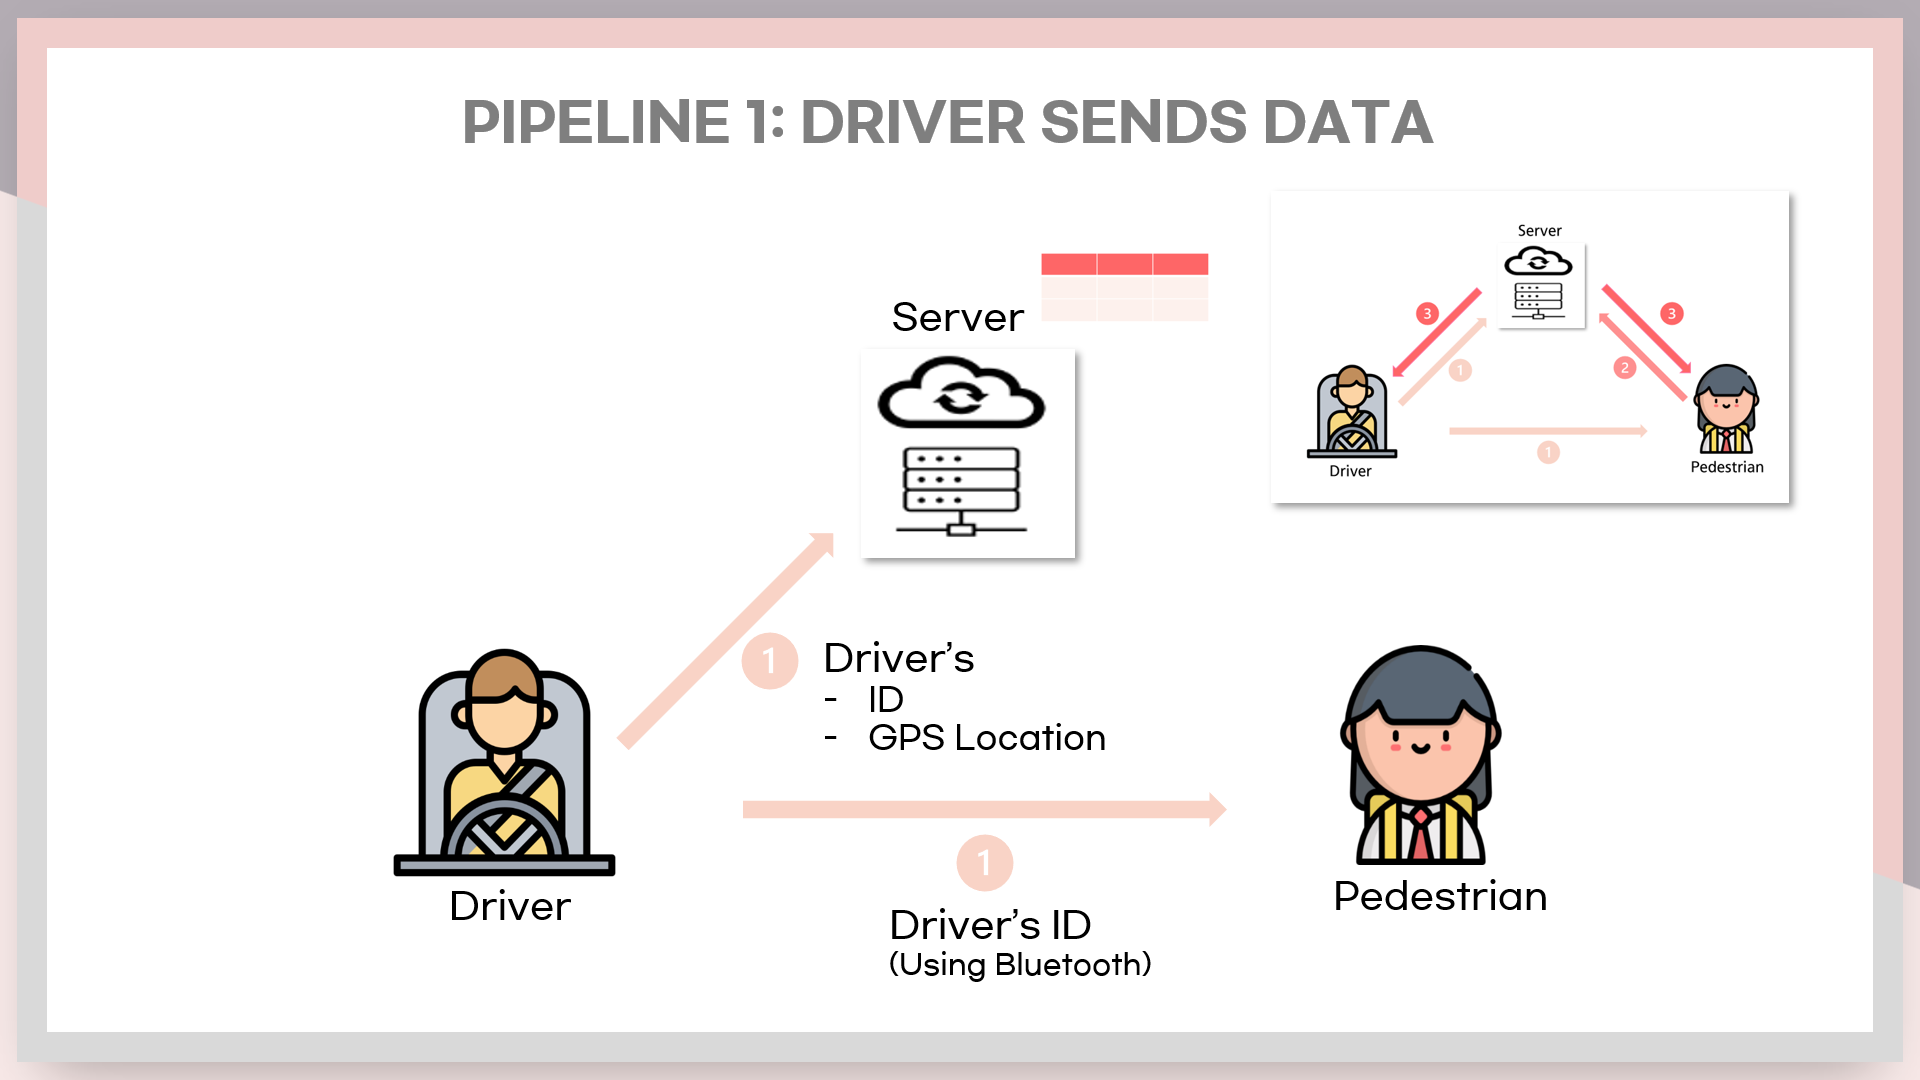 PIPELINE 1: DRIVER SENDS DATA
Server
3
3
1
2
1
Driver
Pedestrian
Server
1
Driver’s
- ID
- GPS Location
1
Driver’s ID
(Using Bluetooth)
Driver
Pedestrian